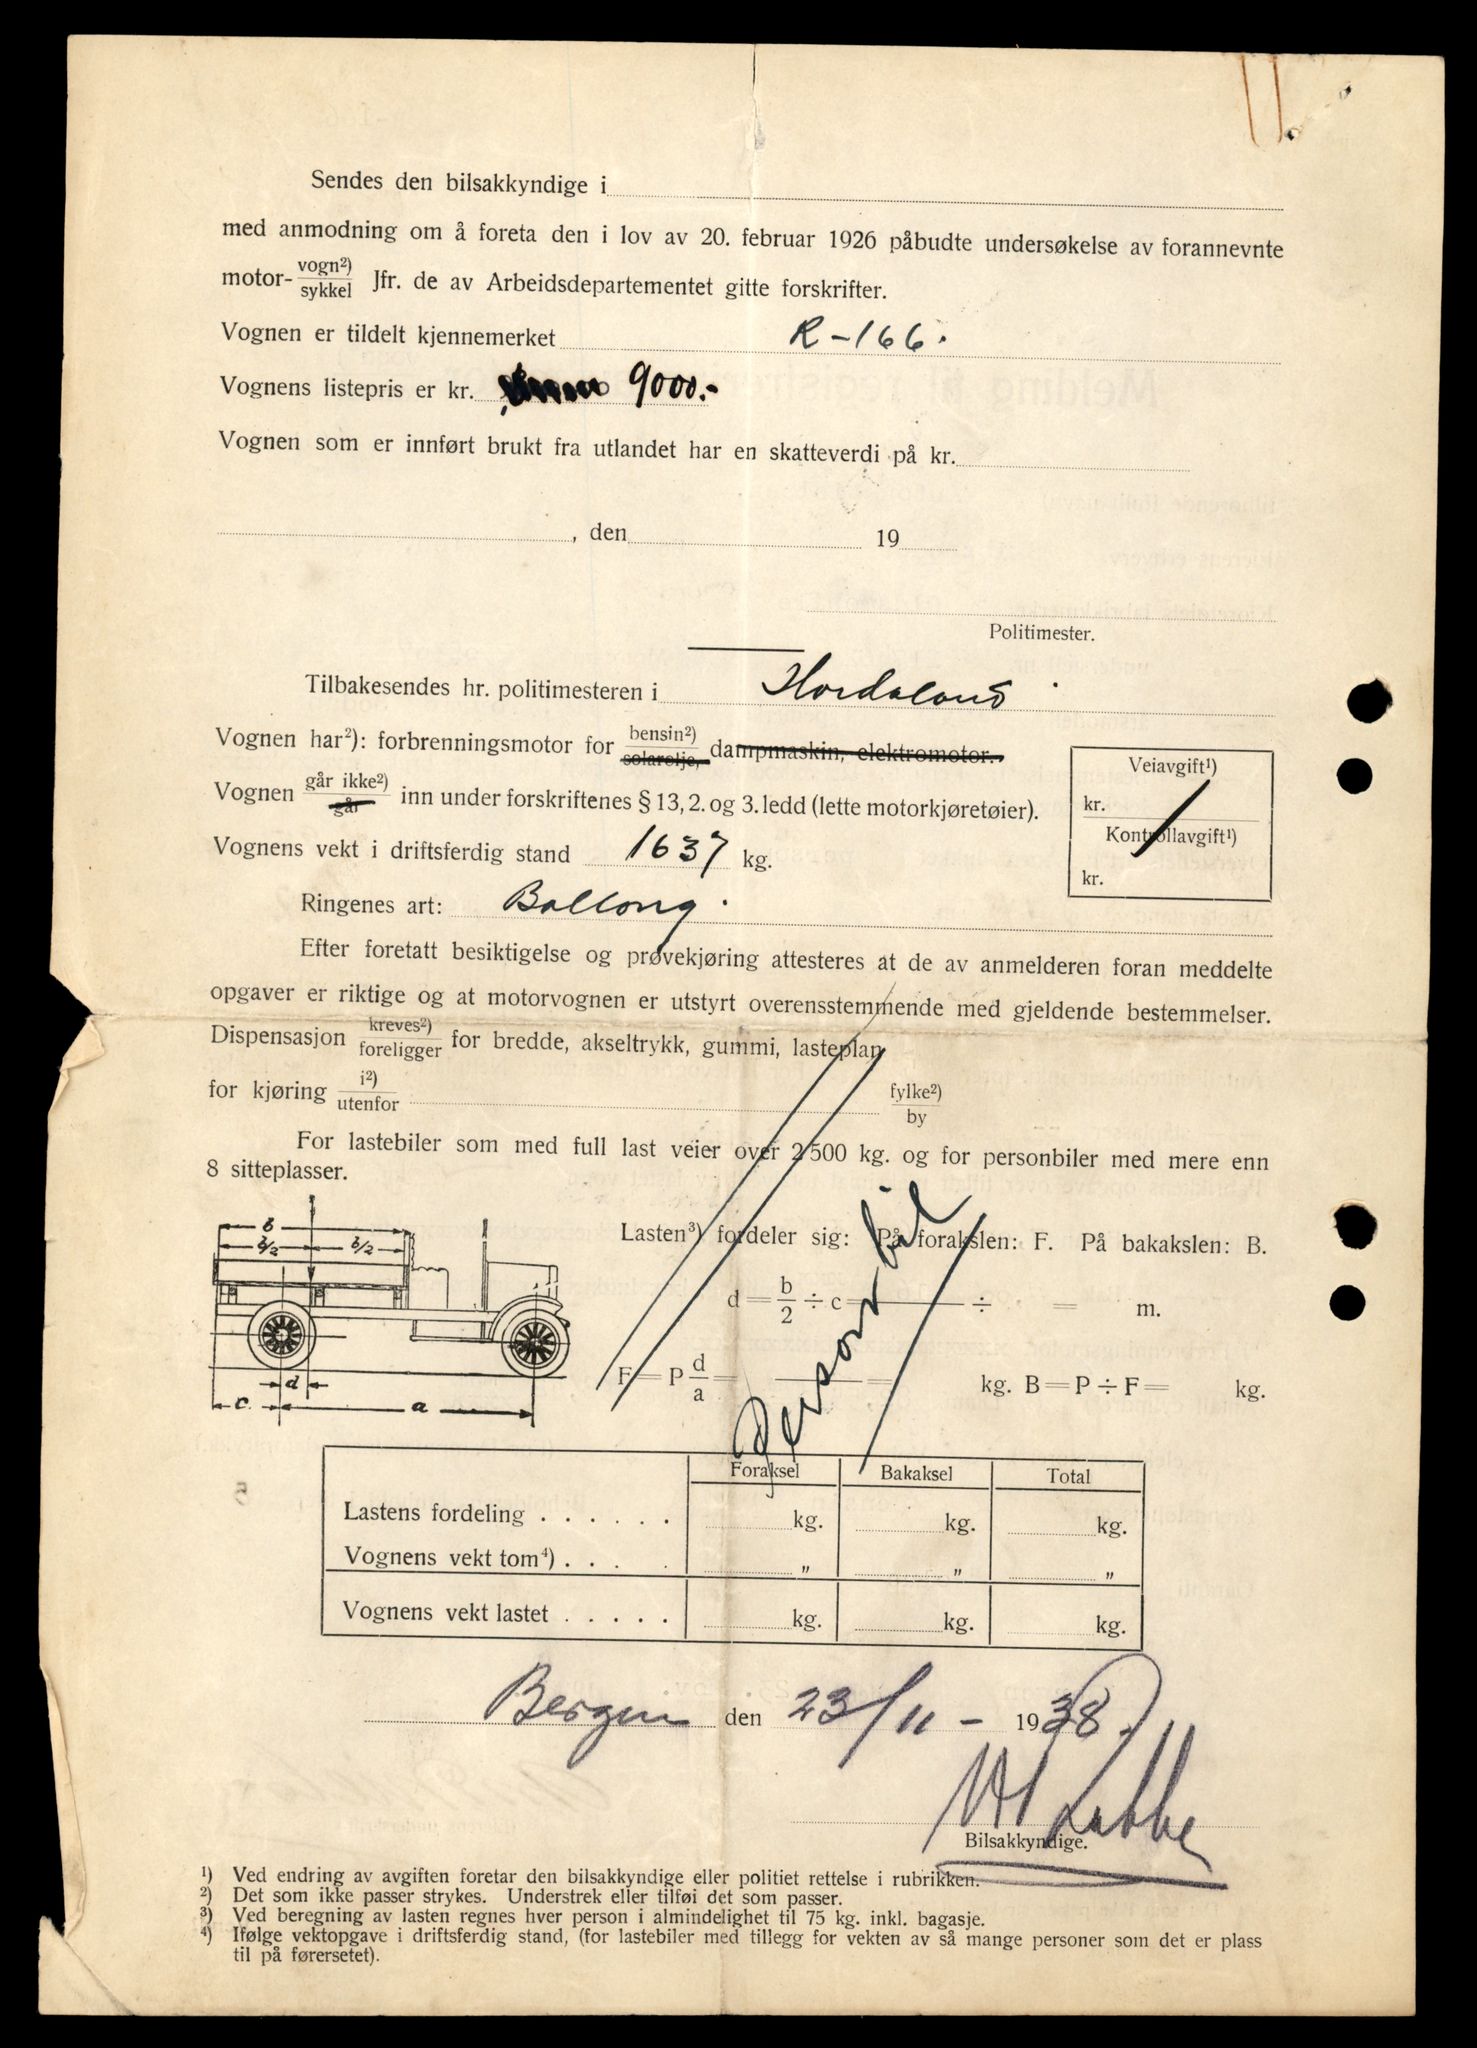 Sendes den bilsakkyndige i
med anmodning om å foreta den i lov av 20. februar 1926 påbudte undersøkelse av forannevnte
motor- vogn²) / sykkel Jfr. de av Arbeidsdepartementet gitte forskrifter.
Vognen er tildelt kjennemerket R-166.
Vognens listepris er kr. 9000.-
Vognen som er innført brukt fra utlandet har en skatteverdi på kr.
, den 19
Politimester.
Tilbakesendes hr. politimesteren i Hordaland
Vognen har²): forbrenningsmotor for bensin²) / solarolje, dampmaskin, elektromotor.
Veiavgift¹)
Vognen går ikke²) / går inn under forskriftenes § 13, 2. og 3. ledd (lette motorkjøretøier).
kr.
Kontrollavgift¹)
Vognens vekt i driftsferdig stand 1637 kg.
kr.
Ringenes art: Ballong.
Efter foretatt besiktigelse og prøvekjøring attesteres at de av anmelderen foran meddelte
opgaver er riktige og at motorvognen er utstyrt overensstemmende med gjeldende bestemmelser.
Dispensasjon kreves²) / foreligger for bredde, akseltrykk, gummi, lasteplan
for kjøring i²) / utenfor fylke²) / by
For lastebiler som med full last veier over 2500 kg. og for personbiler med mere enn
8 sitteplasser.
b
b/2 b/2
Lasten³) fordeler sig: På forakslen: F. På bakakslen: B.
d = b/2 ÷ c = ÷ = m.
F = P d/a = = kg. B = P ÷ F = kg.
d
c a
Personbil
Foraksel Bakaksel Total
Lastens fordeling . . . . . . kg. kg. kg.
Vognens vekt tom⁴) . . . . „ „ „
Vognens vekt lastet . . . . . kg. kg. kg.
Bergen den 23/11 - 1938.
Bilsakkyndige.
¹) Ved endring av avgiften foretar den bilsakkyndige eller politiet rettelse i rubrikken.
²) Det som ikke passer strykes. Understrek eller tilføi det som passer.
³) Ved beregning av lasten regnes hver person i almindelighet til 75 kg. inkl. bagasje.
⁴) Ifølge vektopgave i driftsferdig stand, (for lastebiler med tillegg for vekten av så mange personer som det er plass
til på førersetet).